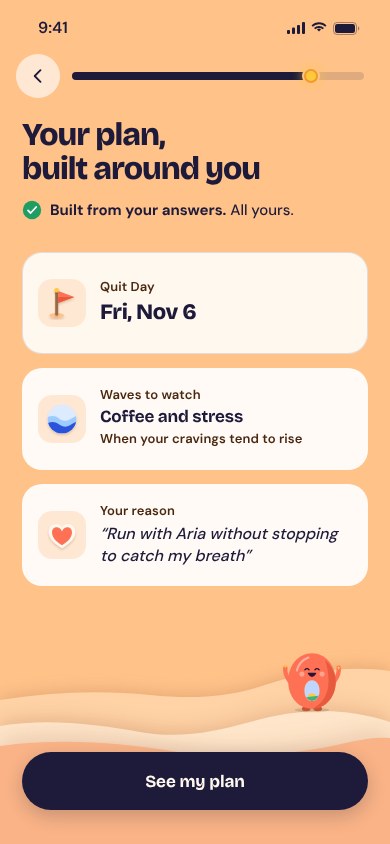 9:41
Your plan,
built around you
Built from your answers. All yours.
Quit Day
Fri, Nov 6
Waves to watch
Coffee and stress
When your cravings tend to rise
Your reason
“Run with Aria without stopping
to catch my breath”
See my plan